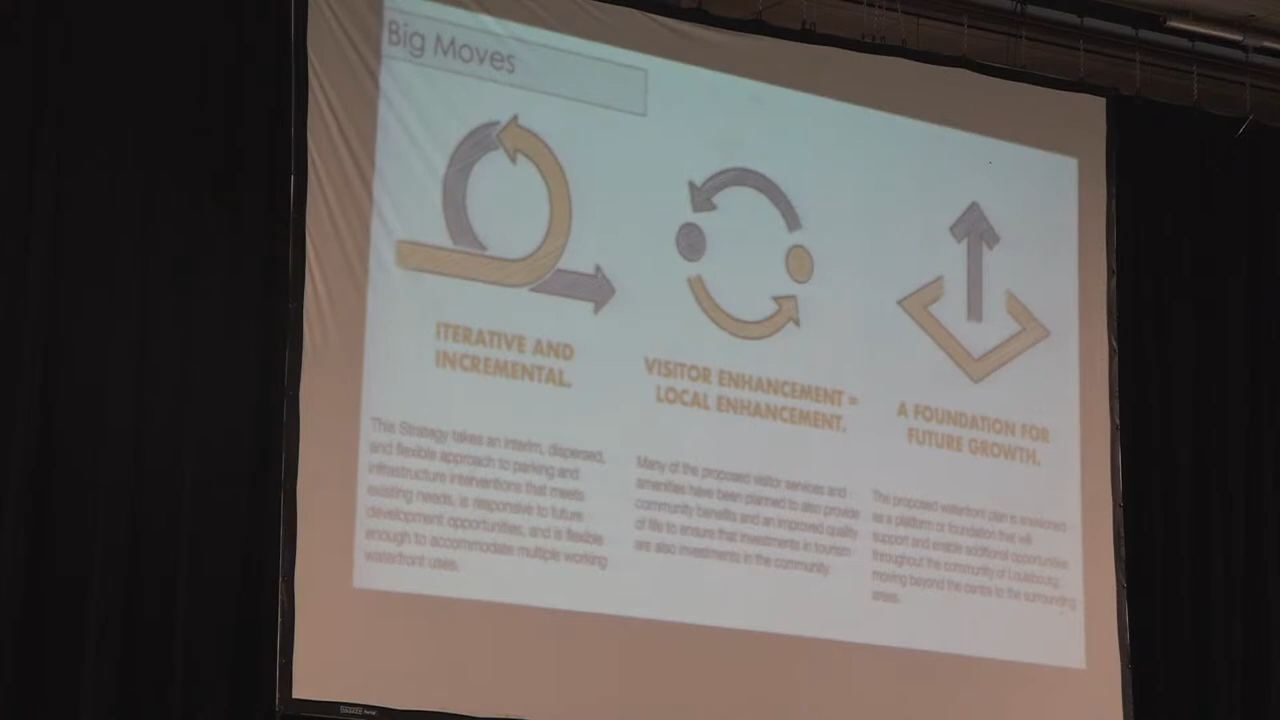 Big Moves
ITERATIVE AND
INCREMENTAL.
This Strategy takes an interim, dispersed,
and flexible approach to parking and
infrastructure interventions that meets
existing needs, is responsive to future
development opportunities, and is flexible
enough to accommodate multiple working
waterfront uses.
VISITOR ENHANCEMENT =
LOCAL ENHANCEMENT.
Many of the proposed visitor services and
amenities have been planned to also provide
community benefits and an improved quality
of life to ensure that investments in tourism
are also investments in the community.
A FOUNDATION FOR
FUTURE GROWTH.
The proposed waterfront plan is envisioned
as a platform or foundation that will
support and enable additional opportunities
throughout the community of Louisbourg,
moving beyond the centre to the surrounding
areas.